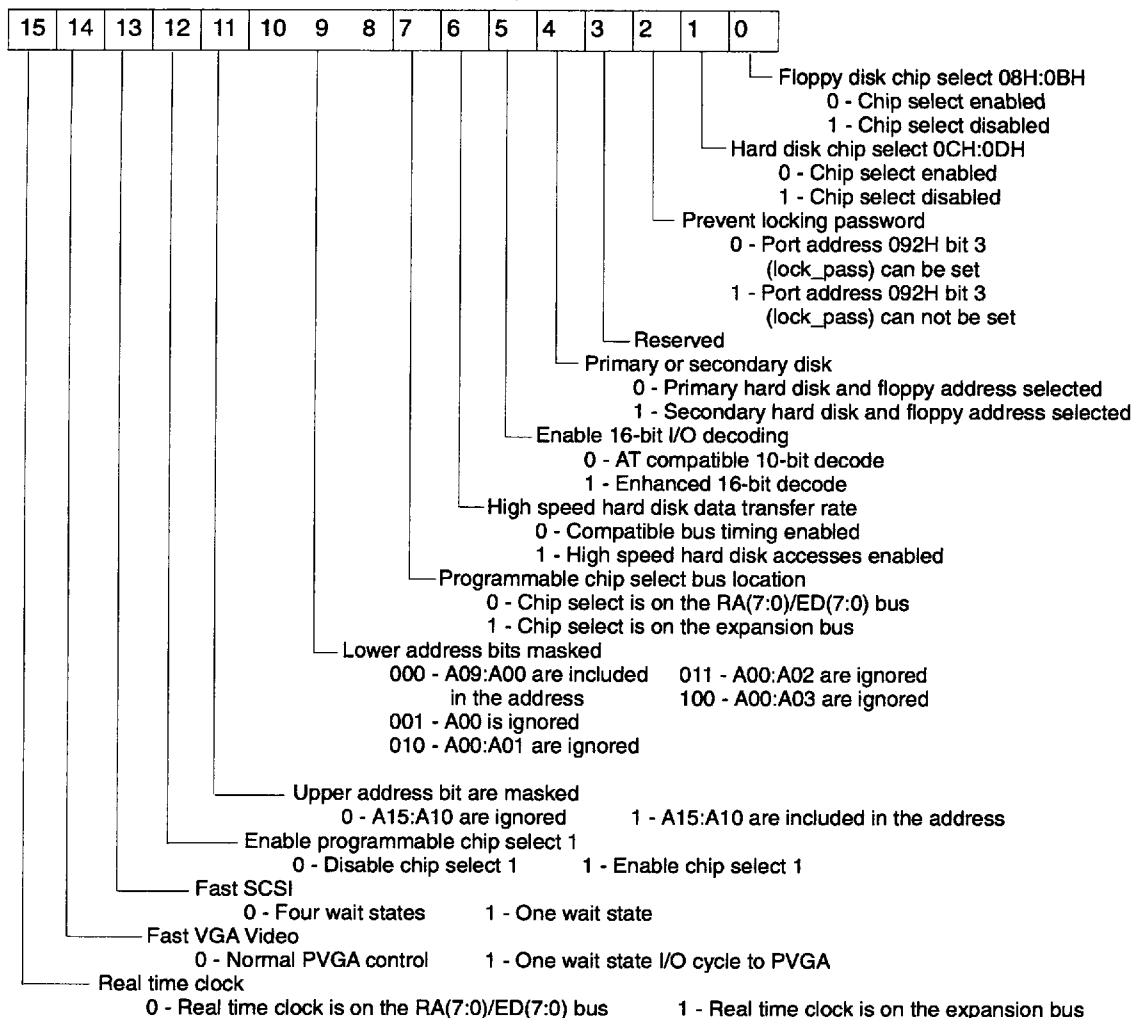 15 14 13 12 11 10 9 8 7 6 5 4 3 2 1 0
Floppy disk chip select 08H:0BH
0 - Chip select enabled
1 - Chip select disabled
Hard disk chip select 0CH:0DH
0 - Chip select enabled
1 - Chip select disabled
Prevent locking password
0 - Port address 092H bit 3
(lock_pass) can be set
1 - Port address 092H bit 3
(lock_pass) can not be set
Reserved
Primary or secondary disk
0 - Primary hard disk and floppy address selected
1 - Secondary hard disk and floppy address selected
Enable 16-bit I/O decoding
0 - AT compatible 10-bit decode
1 - Enhanced 16-bit decode
High speed hard disk data transfer rate
0 - Compatible bus timing enabled
1 - High speed hard disk accesses enabled
Programmable chip select bus location
0 - Chip select is on the RA(7:0)/ED(7:0) bus
1 - Chip select is on the expansion bus
Lower address bits masked
000 - A09:A00 are included 011 - A00:A02 are ignored
in the address 100 - A00:A03 are ignored
001 - A00 is ignored
010 - A00:A01 are ignored
Upper address bit are masked
0 - A15:A10 are ignored 1 - A15:A10 are included in the address
Enable programmable chip select 1
0 - Disable chip select 1 1 - Enable chip select 1
Fast SCSI
0 - Four wait states 1 - One wait state
Fast VGA Video
0 - Normal PVGA control 1 - One wait state I/O cycle to PVGA
Real time clock
0 - Real time clock is on the RA(7:0)/ED(7:0) bus 1 - Real time clock is on the expansion bus